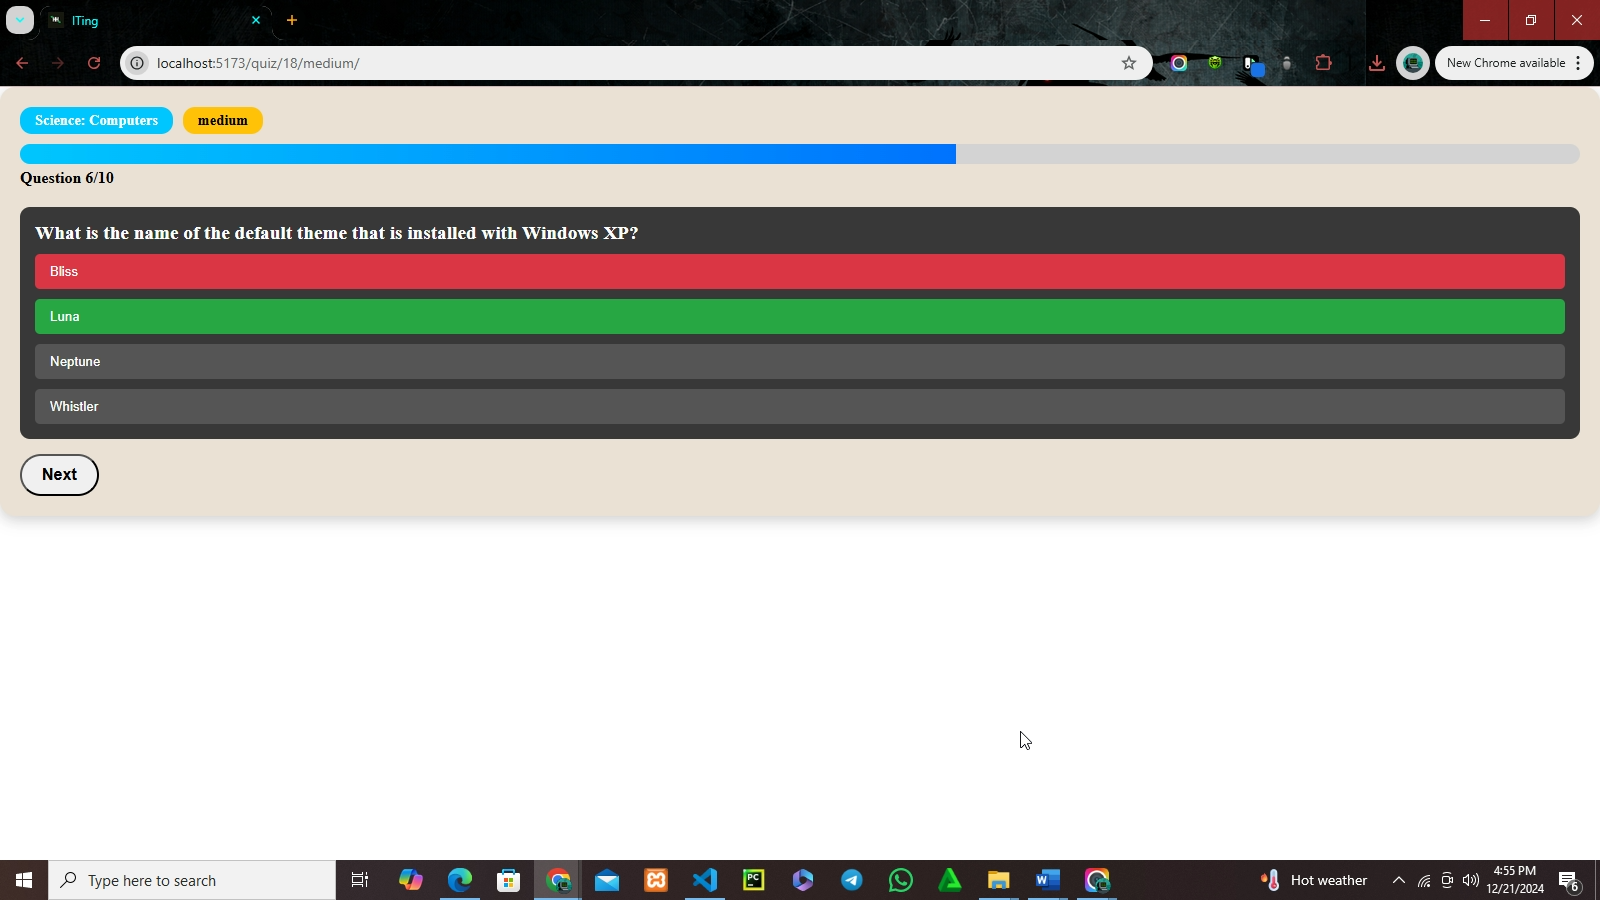 ITing
localhost:5173/quiz/18/medium/
New Chrome available
Science: Computers
medium
Question 6/10
What is the name of the default theme that is installed with Windows XP?
Bliss
Luna
Neptune
Whistler
Next
Type here to search
PC
W
Hot weather
4:55 PM
12/21/2024
6